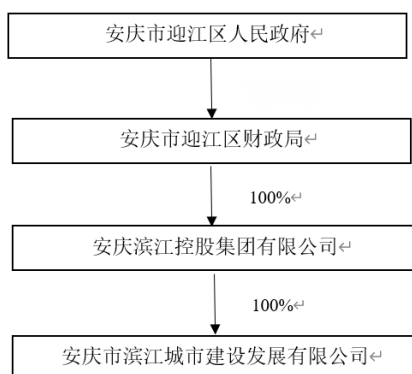 安庆市迎江区人民政府
安庆市迎江区财政局
100%
安庆滨江控股集团有限公司
100%
安庆市滨江城市建设发展有限公司